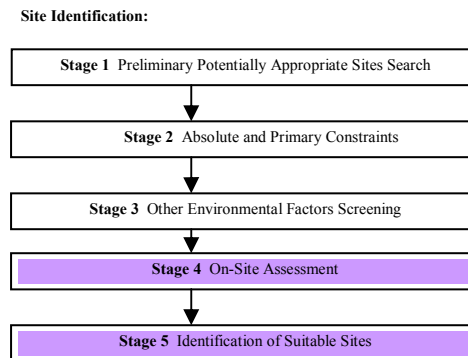 Site Identification:
Stage 1 Preliminary Potentially Appropriate Sites Search
Stage 2 Absolute and Primary Constraints
Stage 3 Other Environmental Factors Screening
Stage 4 On-Site Assessment
Stage 5 Identification of Suitable Sites